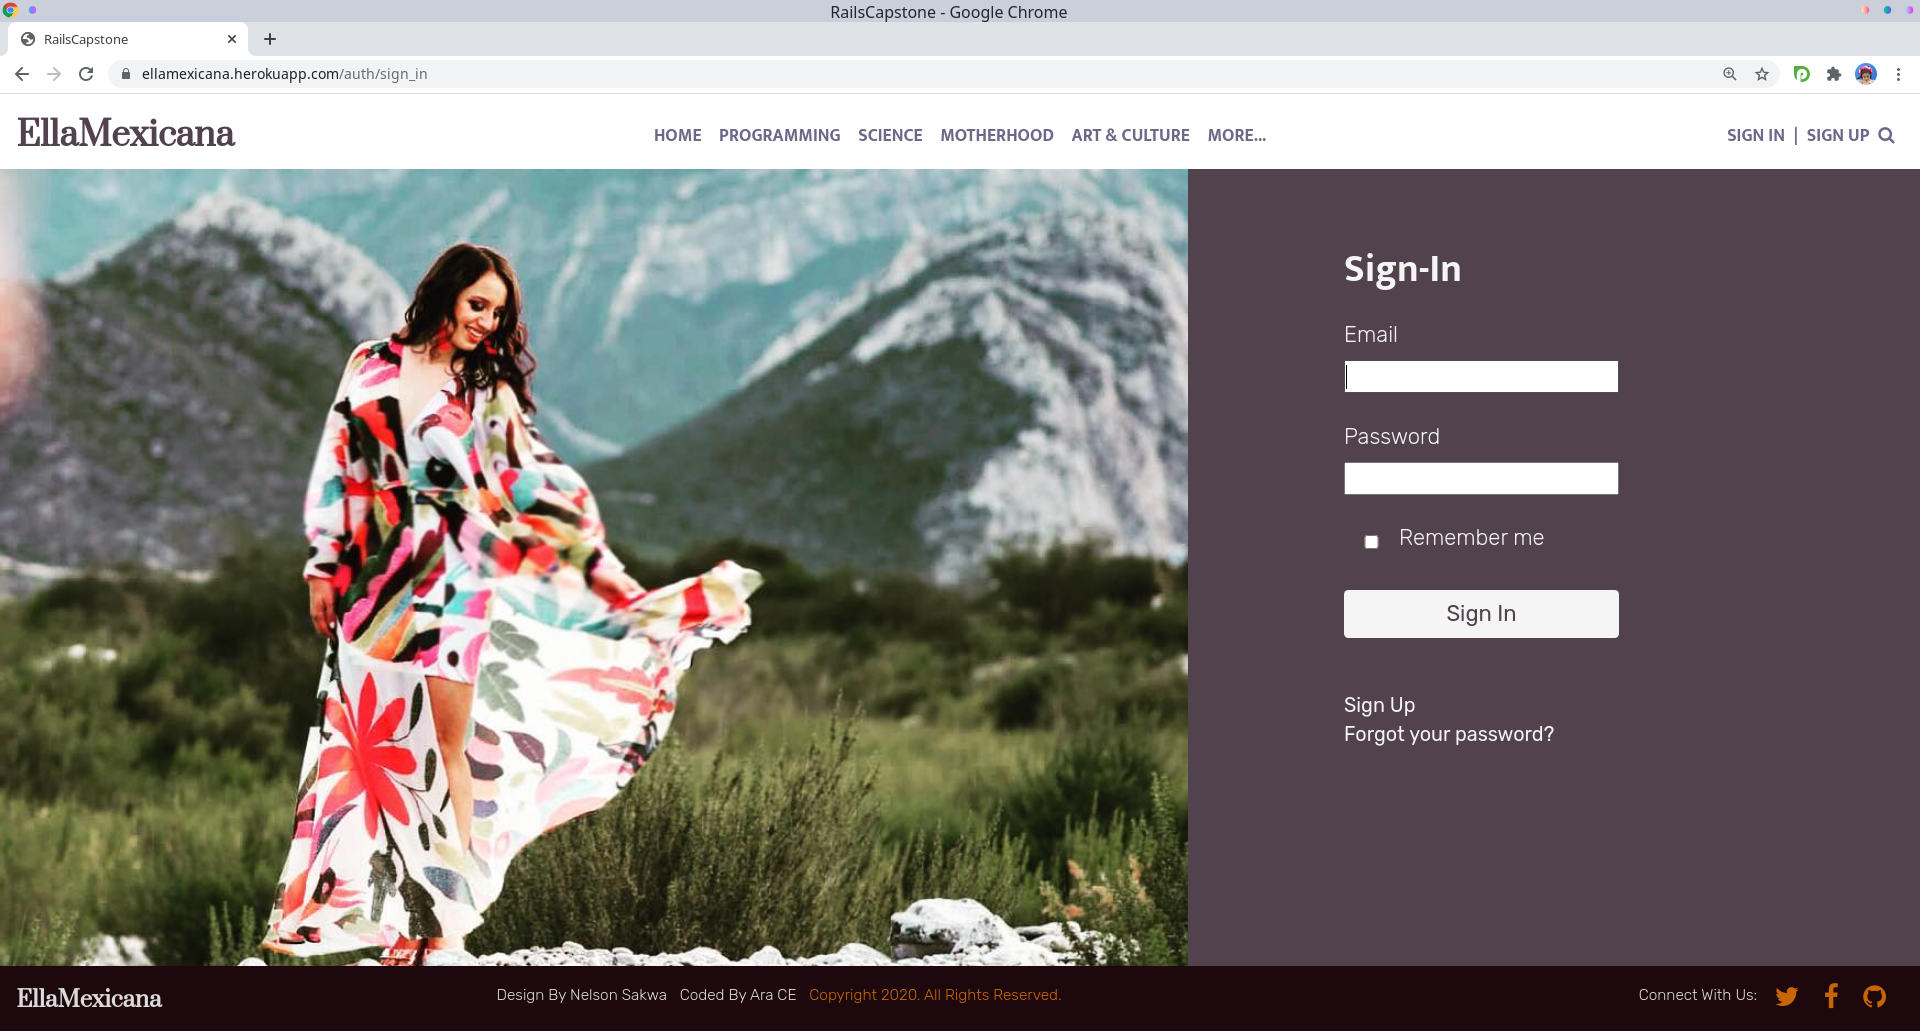 RailsCapstone - Google Chrome
RailsCapstone
ellamexicana.herokuapp.com/auth/sign_in
EllaMexicana
HOME PROGRAMMING SCIENCE MOTHERHOOD ART & CULTURE MORE...
SIGN IN | SIGN UP
Sign-In
Email
Password
Remember me
Sign In
Sign Up
Forgot your password?
EllaMexicana
Design By Nelson Sakwa Coded By Ara CE Copyright 2020. All Rights Reserved.
Connect With Us: